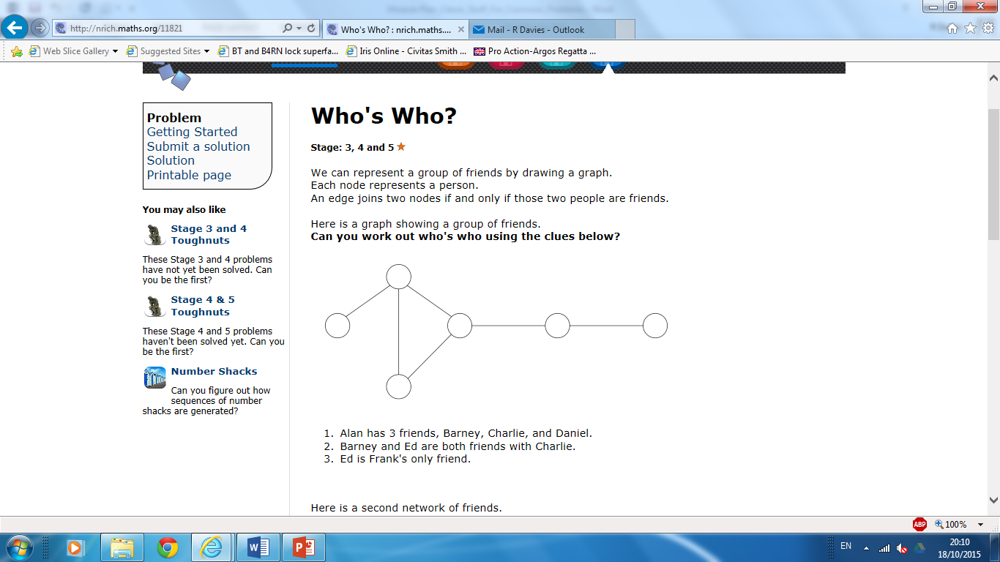 http://nrich.maths.org/11821
Who's Who? : nrich.maths....
Mail - R Davies - Outlook
Web Slice Gallery
Suggested Sites
BT and B4RN lock superfa...
Iris Online - Civitas Smith ...
Pro Action-Argos Regatta ...
Problem
Getting Started
Submit a solution
Solution
Printable page
You may also like
Stage 3 and 4
Toughnuts
These Stage 3 and 4 problems
have not yet been solved. Can
you be the first?
Stage 4 & 5
Toughnuts
These Stage 4 and 5 problems
haven't been solved yet. Can you
be the first?
Number Shacks
Can you figure out how
sequences of number
shacks are generated?
Who's Who?
Stage: 3, 4 and 5
We can represent a group of friends by drawing a graph.
Each node represents a person.
An edge joins two nodes if and only if those two people are friends.
Here is a graph showing a group of friends.
Can you work out who's who using the clues below?
1. Alan has 3 friends, Barney, Charlie, and Daniel.
2. Barney and Ed are both friends with Charlie.
3. Ed is Frank's only friend.
Here is a second network of friends.
ABP
100%
EN
20:10
18/10/2015